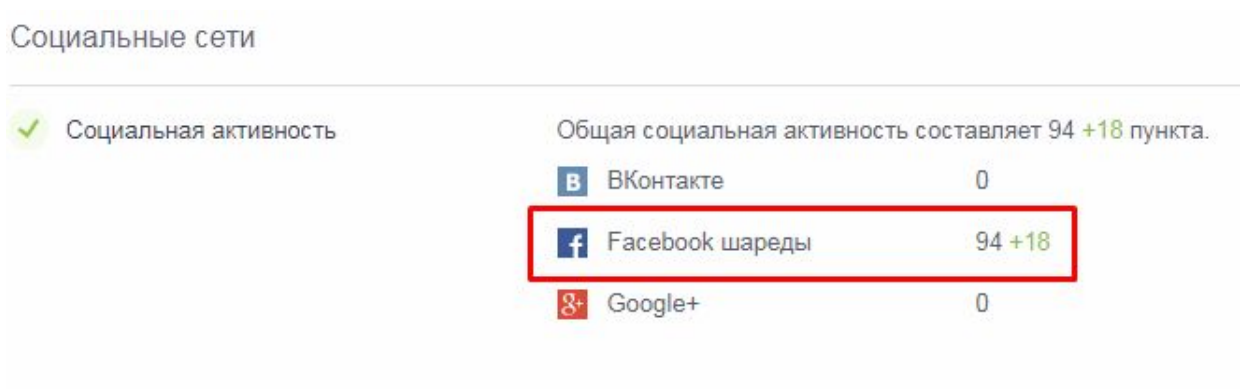 Социальные сети
Социальная активность
Общая социальная активность составляет 94 +18 пункта.
B ВКонтакте 0
f Facebook шареды 94 +18
g+ Google+ 0